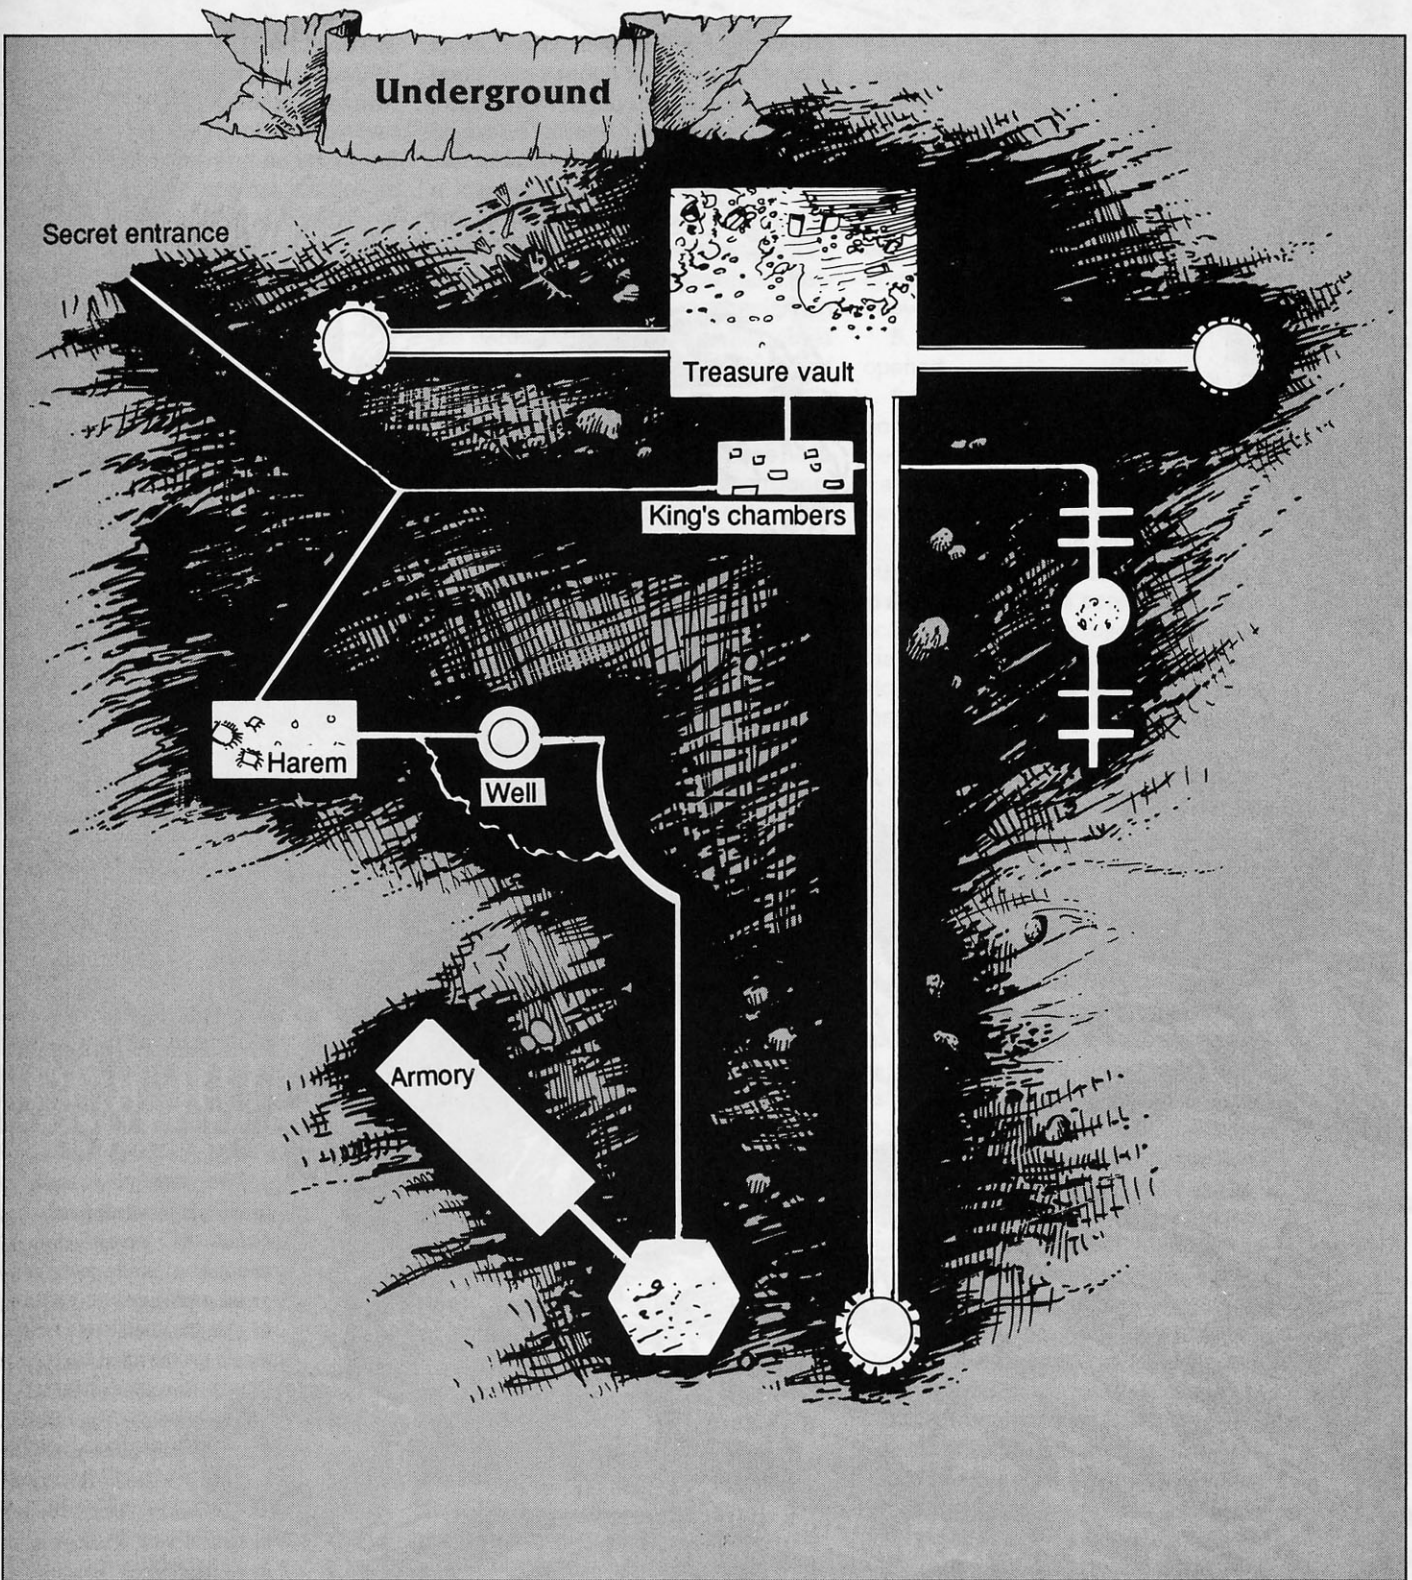 Underground
Secret entrance
Treasure vault
King's chambers
Harem
Well
Armory